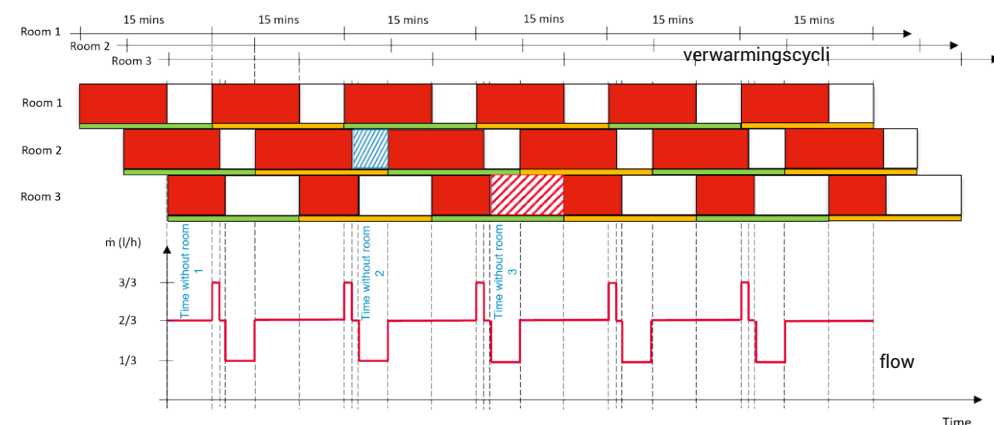 15 mins 15 mins 15 mins 15 mins 15 mins 15 mins
Room 1
Room 2
verwarmingscycli
Room 3
Room 1
Room 2
Room 3
ṁ (l/h)
Time without room 1
Time without room 2
Time without room 3
3/3
2/3
1/3
flow
Time